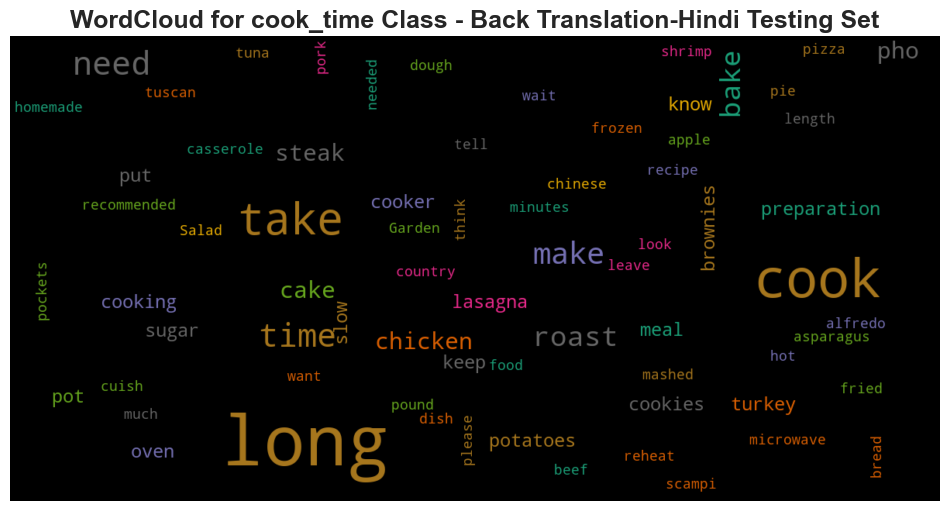 WordCloud for cook_time Class - Back Translation-Hindi Testing Set
need
tuna
pork
needed
dough
shrimp
bake
pizza
pho
homemade
tuscan
wait
know
pie
length
frozen
casserole
steak
tell
apple
put
chinese
recipe
recommended
take
cooker
think
minutes
brownies
preparation
Salad
Garden
make
look
leave
pockets
cooking
cake
country
lasagna
cook
sugar
time
slow
chicken
roast
meal
alfredo
asparagus
keep
food
hot
want
mashed
pot
cuish
fried
much
long
pound
dish
please
cookies
turkey
oven
potatoes
microwave
bread
beef
reheat
scampi